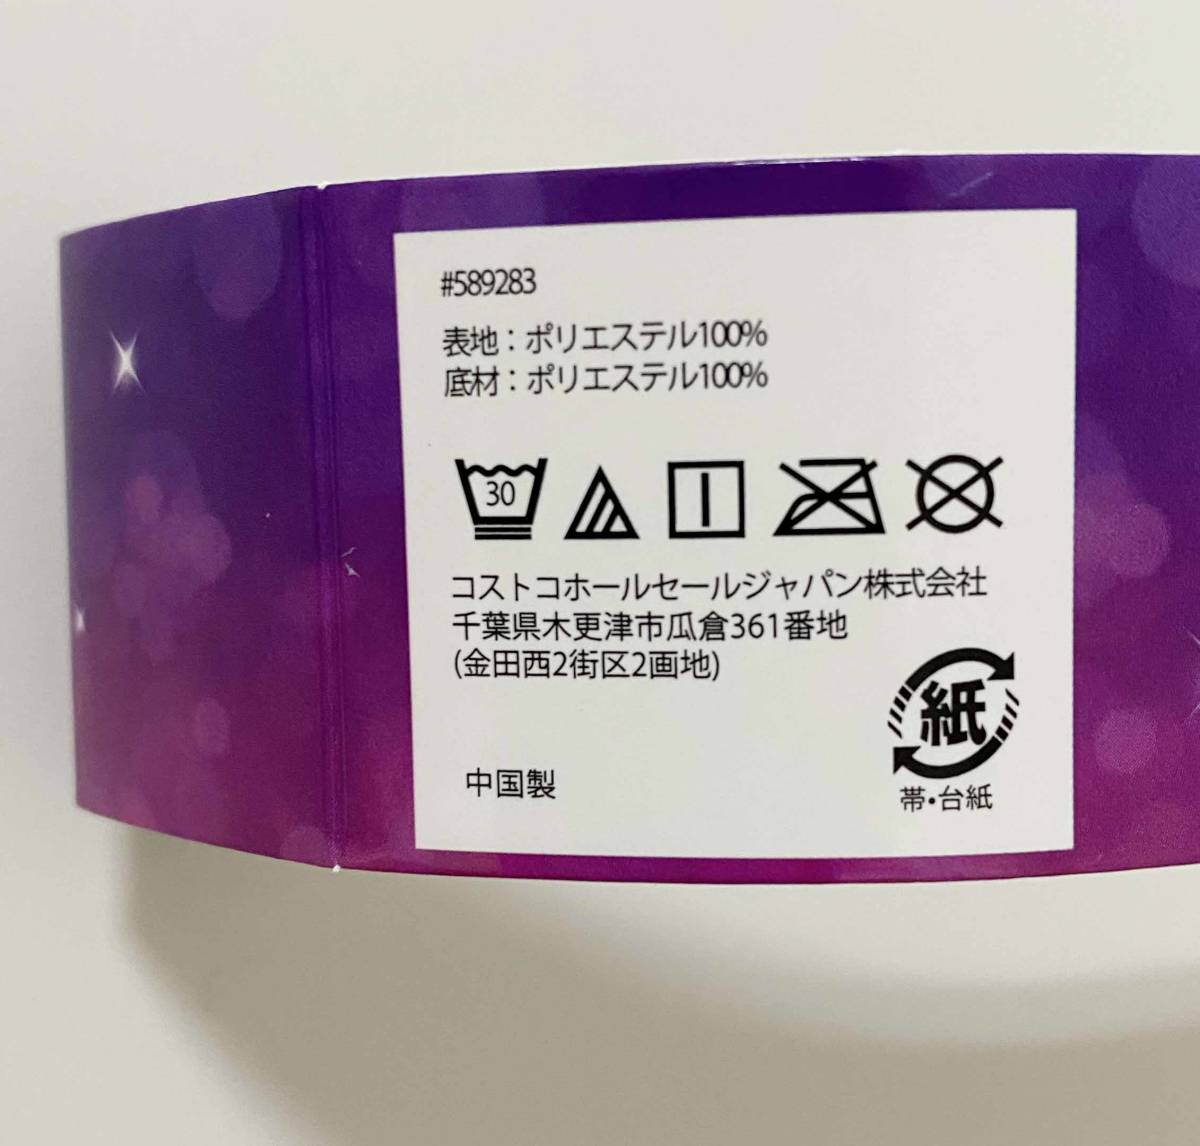 #589283
表地：ポリエステル100%
底材：ポリエステル100%
30
コストコホールセールジャパン株式会社
千葉県木更津市瓜倉361番地
(金田西2街区2画地)
紙
帯・台紙
中国製